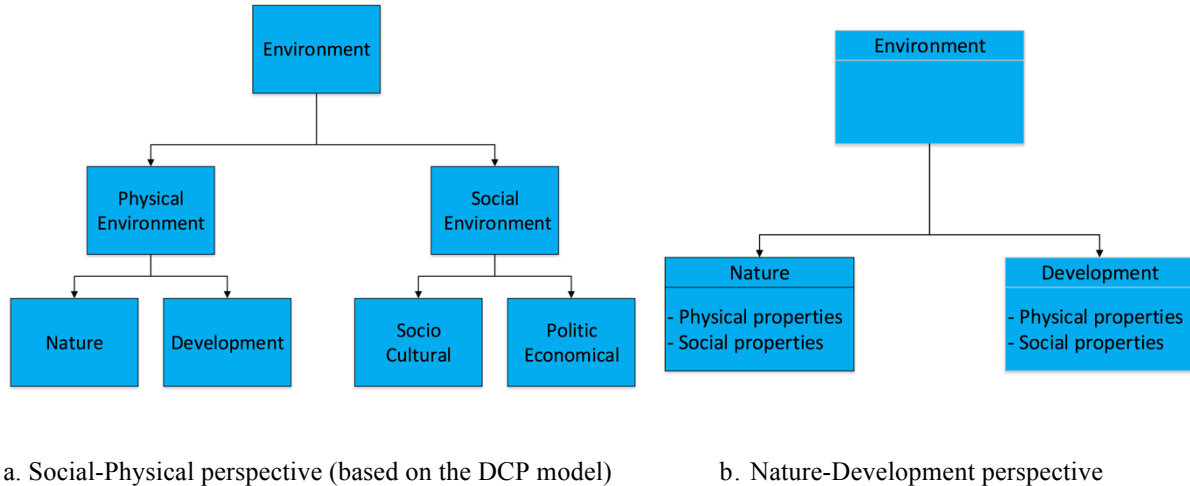 Environment
Physical
Environment
Social
Environment
Nature
Development
Socio
Cultural
Politic
Economical
a. Social-Physical perspective (based on the DCP model)
Environment
Nature
- Physical properties
- Social properties
Development
- Physical properties
- Social properties
b. Nature-Development perspective